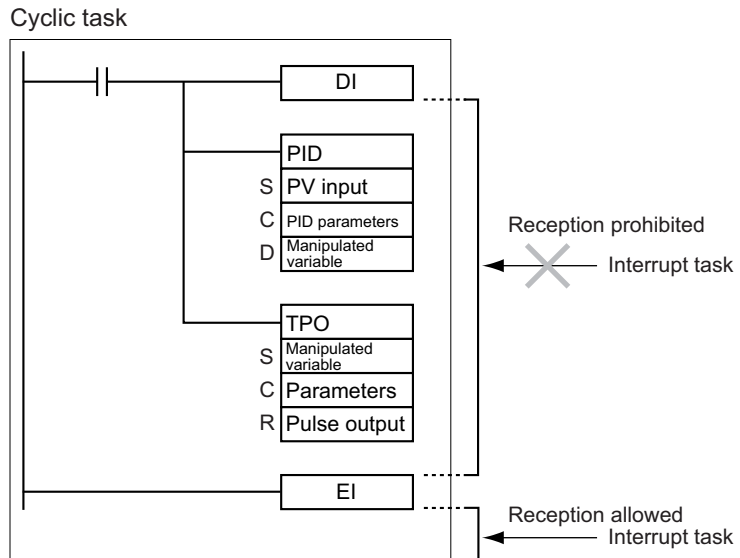 Cyclic task
DI
PID
S PV input
C PID parameters
D Manipulated
variable
Reception prohibited
Interrupt task
TPO
S Manipulated
variable
C Parameters
R Pulse output
EI
Reception allowed
Interrupt task